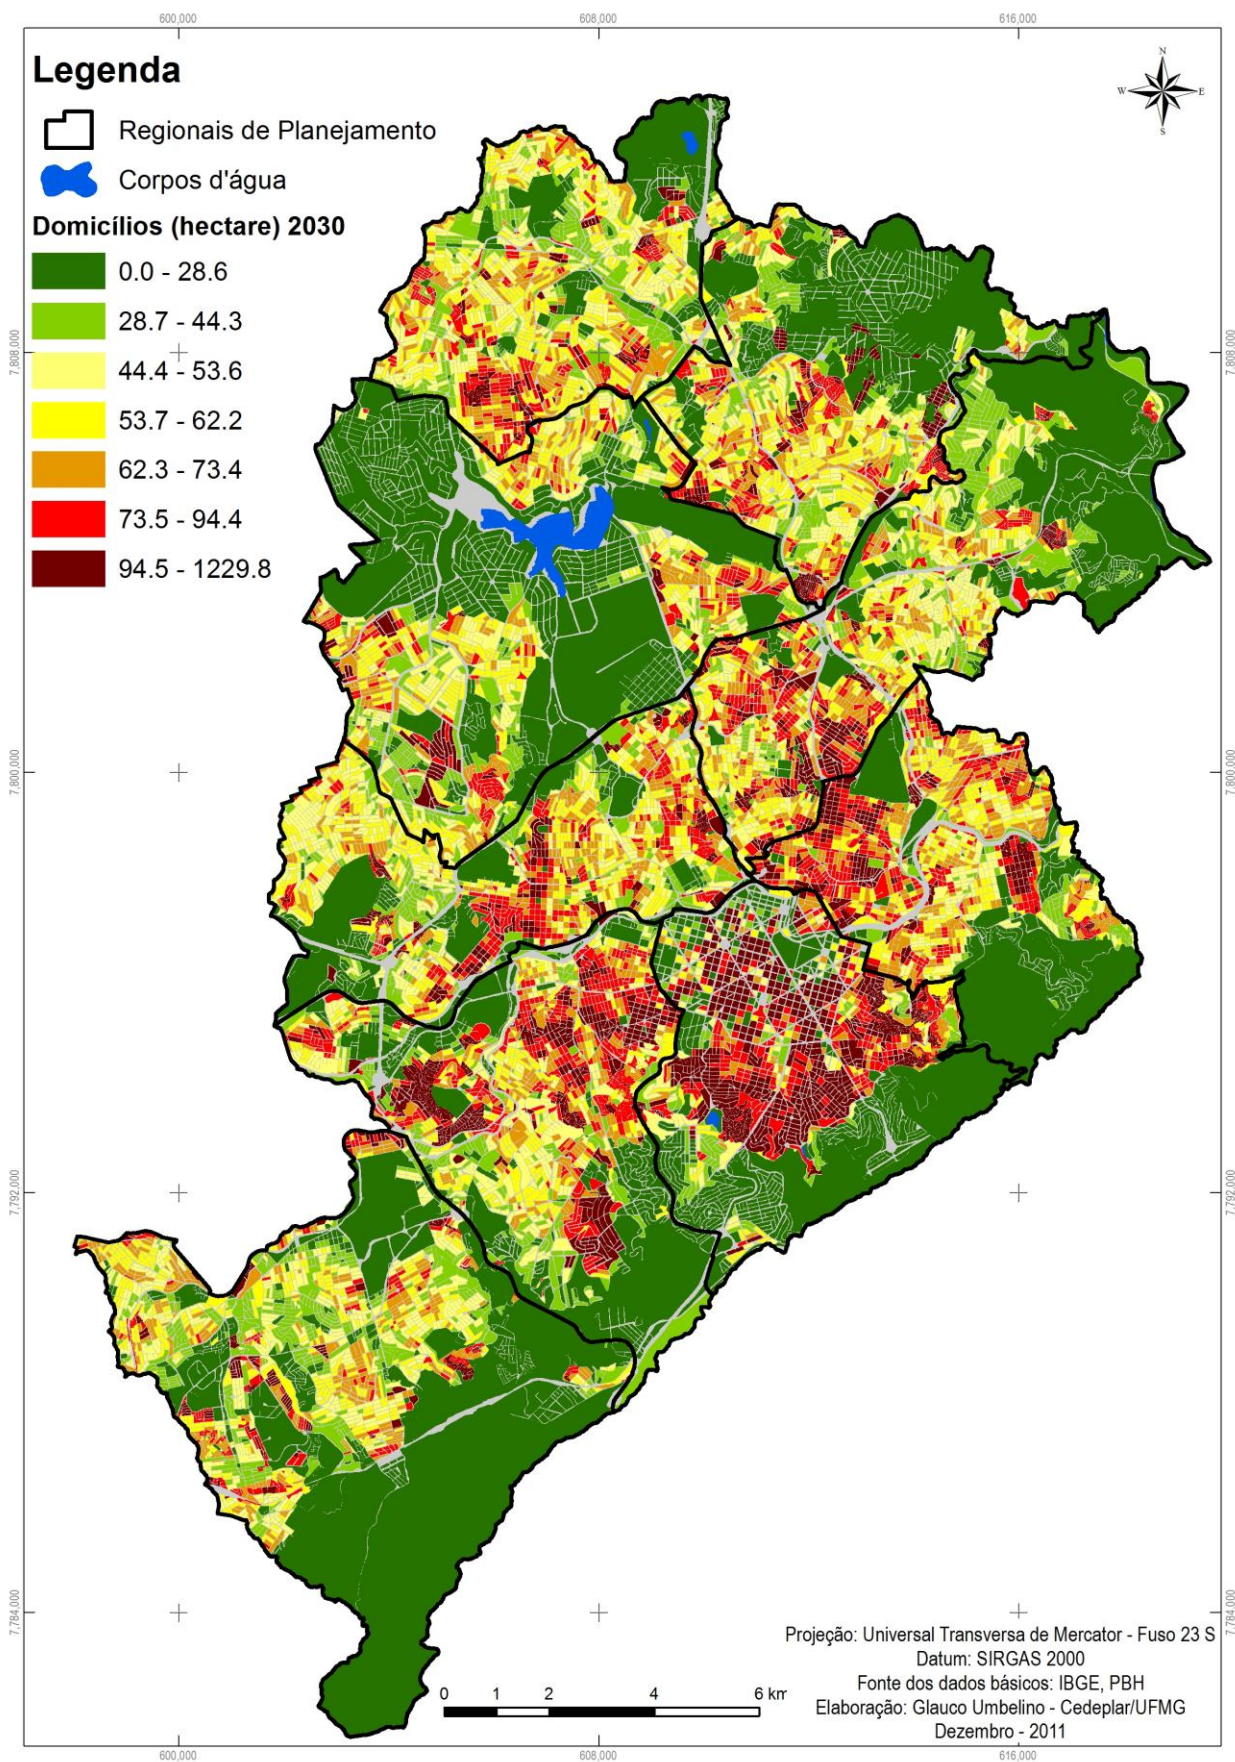 600,000 608,000 616,000
Legenda
N
W E
S
Regionais de Planejamento
Corpos d'água
Domicílios (hectare) 2030
0.0 - 28.6
28.7 - 44.3
44.4 - 53.6
53.7 - 62.2
62.3 - 73.4
73.5 - 94.4
94.5 - 1229.8
7,808,000 7,808,000
7,800,000 7,800,000
7,792,000 7,792,000
7,784,000 7,784,000
Projeção: Universal Transversa de Mercator - Fuso 23 S
Datum: SIRGAS 2000
Fonte dos dados básicos: IBGE, PBH
Elaboração: Glauco Umbelino - Cedeplar/UFMG
Dezembro - 2011
0 1 2 4 6 km
600,000 608,000 616,000